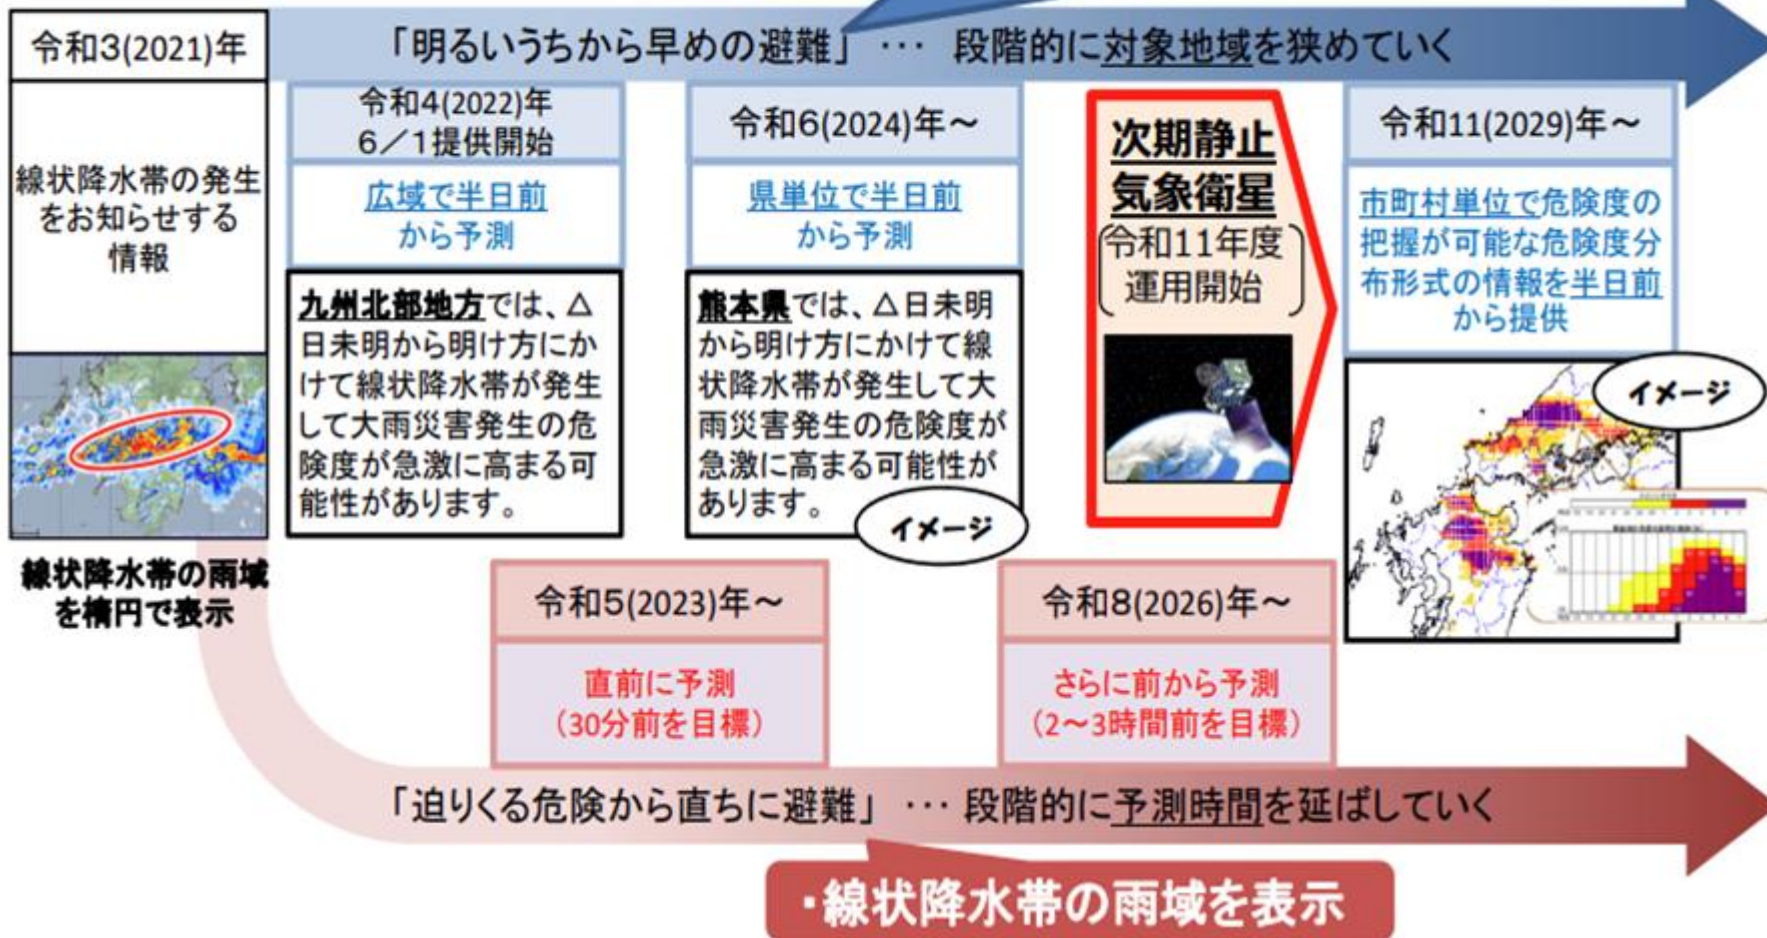 令和3(2021)年
線状降水帯の発生
をお知らせする
情報
線状降水帯の雨域
を楕円で表示
「明るいうちから早めの避難」 … 段階的に対象地域を狭めていく
令和4(2022)年
6/1提供開始
広域で半日前
から予測
九州北部地方では、△
日未明から明け方にか
けて線状降水帯が発生
して大雨災害発生の危
険度が急激に高まる可
能性があります。
令和6(2024)年～
県単位で半日前
から予測
熊本県では、△日未明
から明け方にかけて線
状降水帯が発生して大
雨災害発生の危険度が
急激に高まる可能性が
あります。
イメージ
次期静止
気象衛星
令和11年度
運用開始
令和11(2029)年～
市町村単位で危険度の
把握が可能な危険度分
布形式の情報を半日前
から提供
イメージ
令和5(2023)年～
直前に予測
(30分前を目標)
令和8(2026)年～
さらに前から予測
(2～3時間前を目標)
「迫りくる危険から直ちに避難」 … 段階的に予測時間を延ばしていく
・線状降水帯の雨域を表示